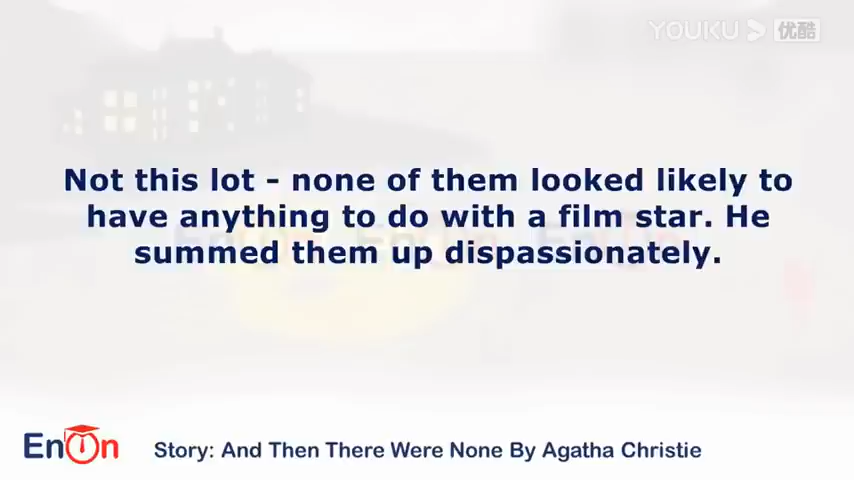 YOUKU 优酷
Not this lot - none of them looked likely to
have anything to do with a film star. He
summed them up dispassionately.
EnOn
Story: And Then There Were None By Agatha Christie